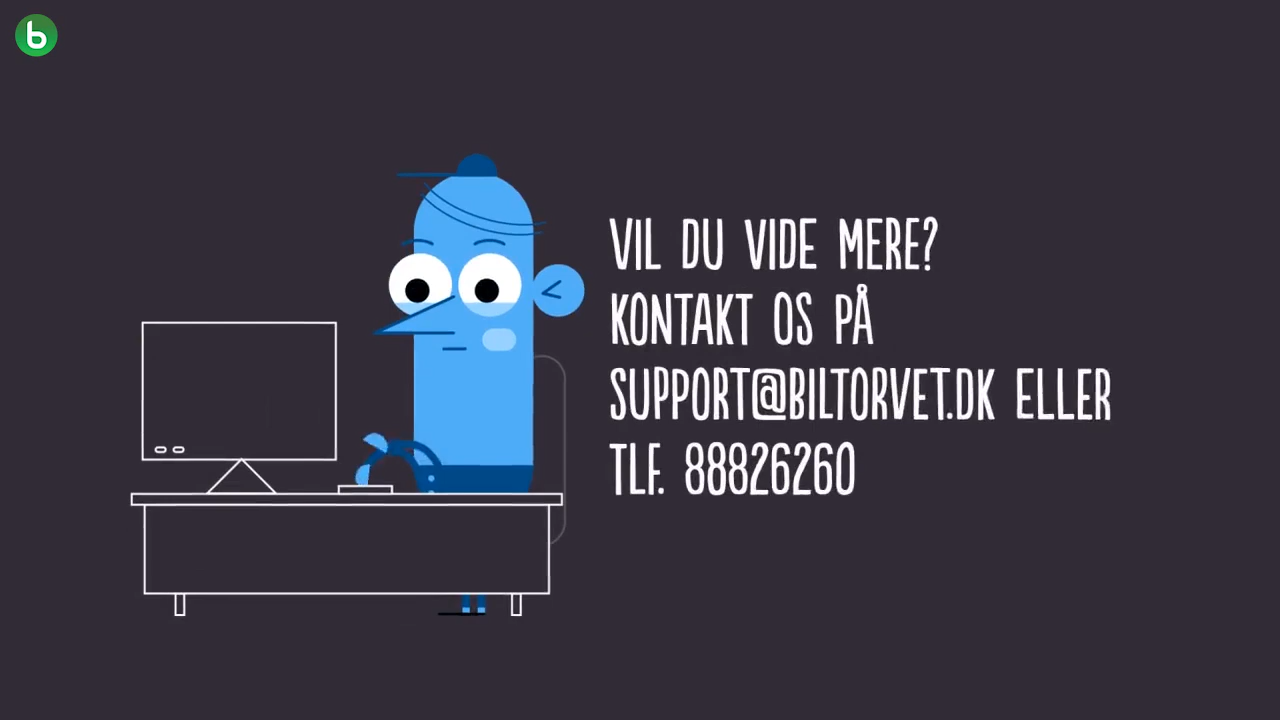 b
VIL DU VIDE MERE?
KONTAKT OS PÅ
SUPPORT@BILTORVET.DK ELLER
TLF. 88826260